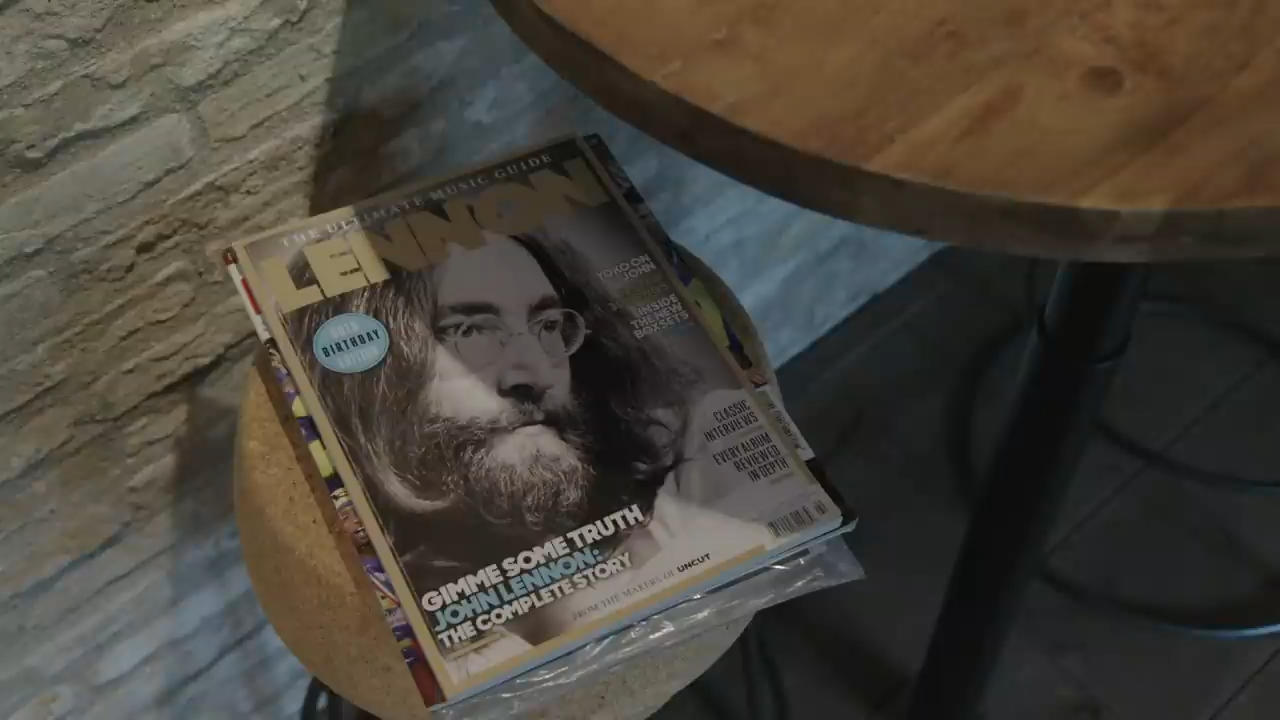 THE ULTIMATE MUSIC GUIDE
LENNON
BIRTHDAY
YOKO ON
JOHN
INSIDE
THE NEW
BOXSETS
CLASSIC
INTERVIEWS
EVERY ALBUM
REVIEWED
IN DEPTH
GIMME SOME TRUTH
JOHN LENNON:
THE COMPLETE STORY
FROM THE MAKERS OF UNCUT